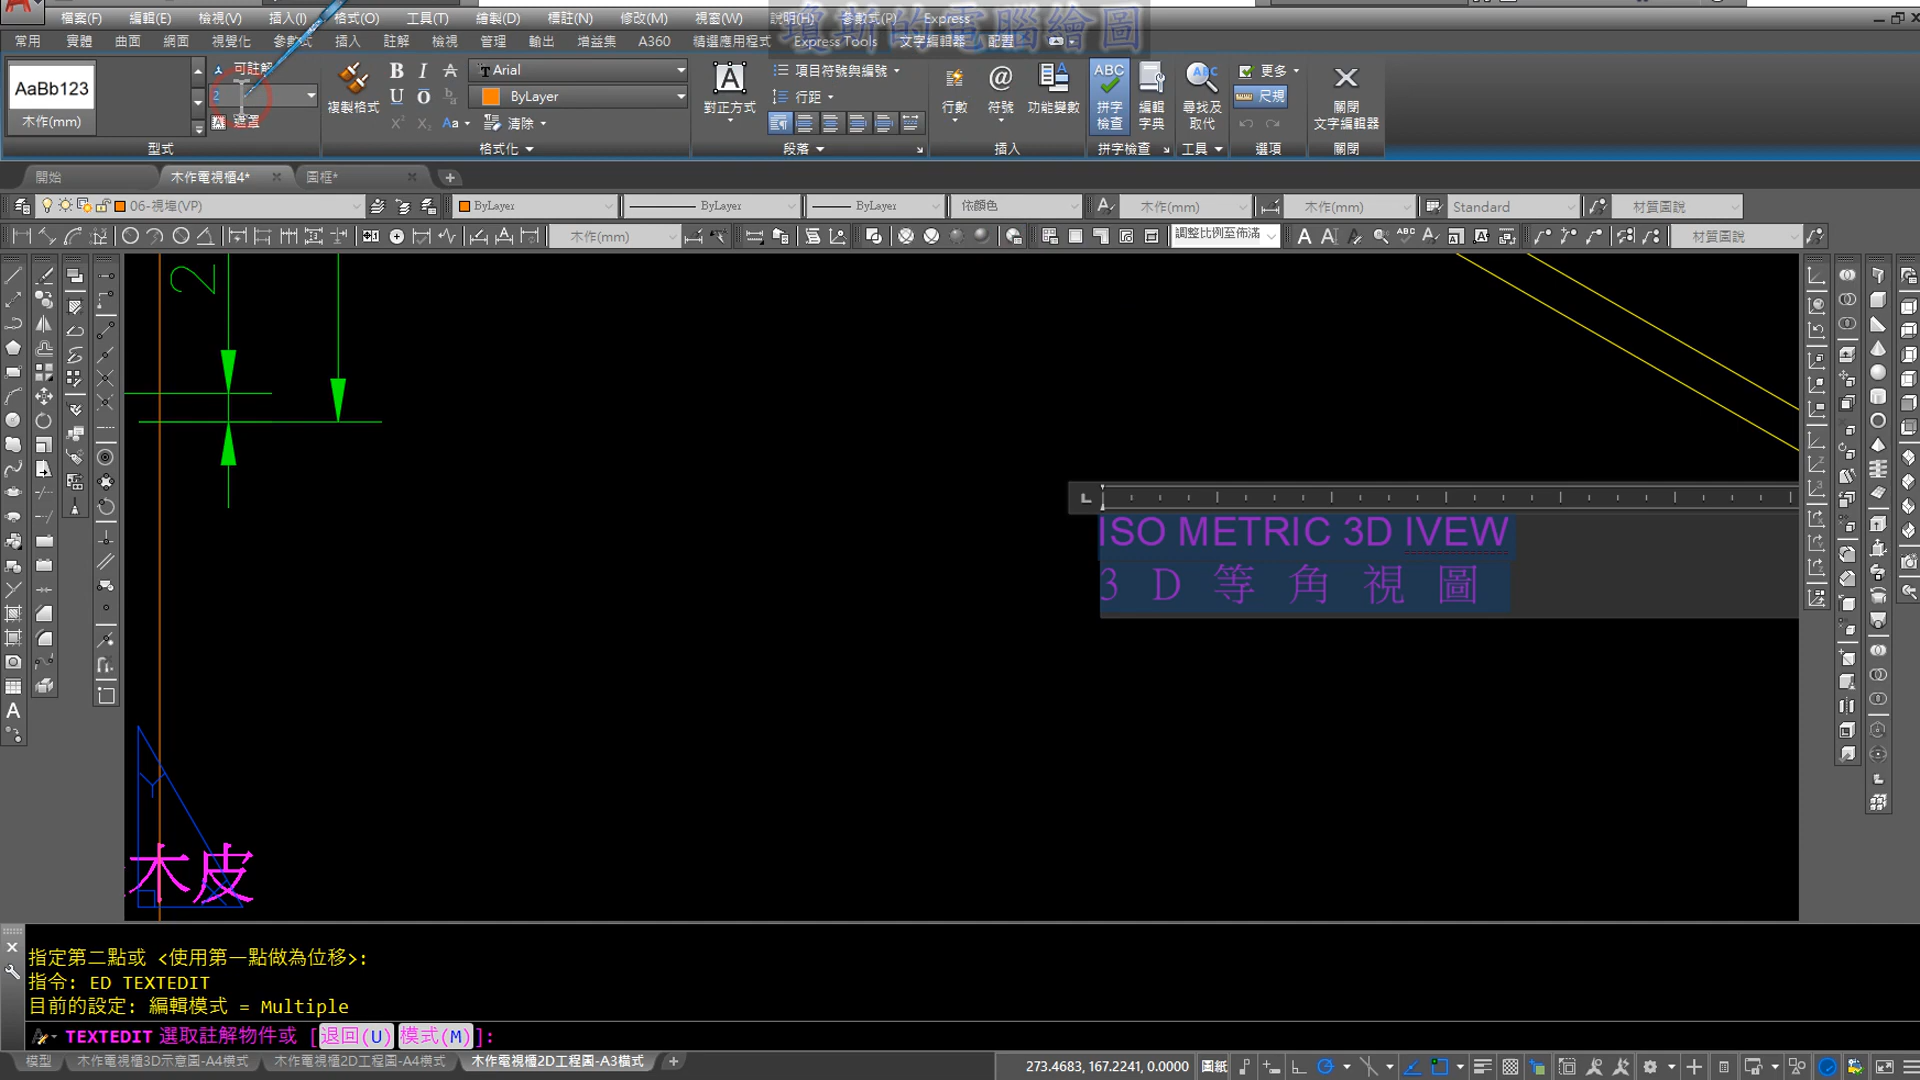 檔案(F) 編輯(E) 檢視(V) 插入(I) 格式(O) 工具(T) 繪製(D) 標註(N) 修改(M) 視窗(W) 說明(H) 參數式(P) Express
瓊斯的電腦繪圖
常用 實體 曲面 網面 視覺化 參數式 插入 註解 檢視 管理 輸出 增益集 A360 精選應用程式 Express Tools 文字編輯器 配置
AaBb123
木作(mm)
可註解
2
遮罩
型式
複製格式
Arial
ByLayer
清除
格式化
對正方式
項目符號與編號
行距
段落
行數
符號
功能變數
插入
ABC
拼字檢查
編輯字典
拼字檢查
尋找及取代
工具
更多
尺規
選項
關閉文字編輯器
關閉
開始 木作電視櫃4* 圖框*
06-視埠(VP) ByLayer ByLayer ByLayer 依顏色 木作(mm) 木作(mm) Standard 材質圖說
木作(mm) 調整比例至佈滿 材質圖說
2
ISO METRIC 3D IVEW
3D等角視圖
木皮
指定第二點或 <使用第一點做為位移>:
指令: ED TEXTEDIT
目前的設定: 編輯模式 = Multiple
TEXTEDIT 選取註解物件或 [退回(U) 模式(M)]:
模型 木作電視櫃3D示意圖-A4橫式 木作電視櫃2D工程圖-A4橫式 木作電視櫃2D工程圖-A3橫式
273.4683, 167.2241, 0.0000 圖紙